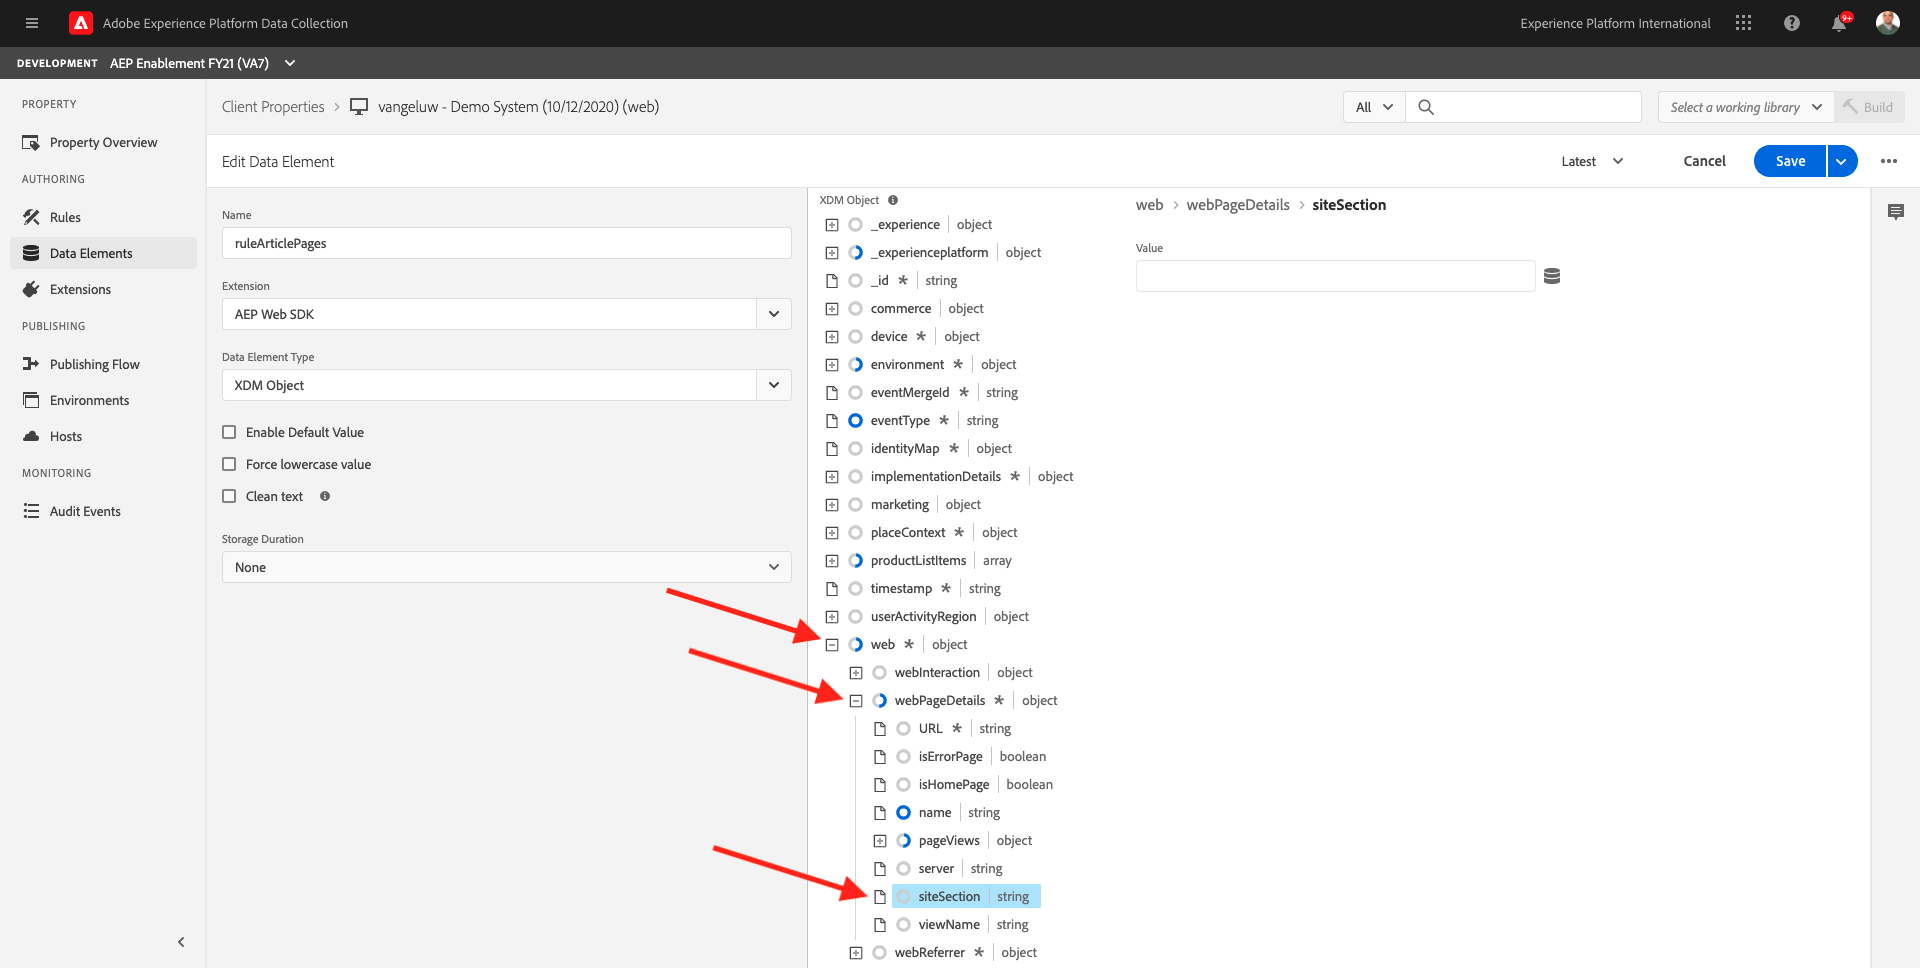 Adobe Experience Platform Data Collection
Experience Platform International
9+
DEVELOPMENT AEP Enablement FY21 (VA7)
PROPERTY
Property Overview
AUTHORING
Rules
Data Elements
Extensions
PUBLISHING
Publishing Flow
Environments
Hosts
MONITORING
Audit Events
Client Properties > vangeluw - Demo System (10/12/2020) (web)
All
Select a working library
Build
Edit Data Element
Latest
Cancel
Save
Name
ruleArticlePages
Extension
AEP Web SDK
Data Element Type
XDM Object
Enable Default Value
Force lowercase value
Clean text
Storage Duration
None
XDM Object
_experience object
_experienceplatform object
_id * string
commerce object
device * object
environment * object
eventMergeId * string
eventType * string
identityMap * object
implementationDetails * object
marketing object
placeContext * object
productListItems array
timestamp * string
userActivityRegion object
web * object
webInteraction object
webPageDetails * object
URL * string
isErrorPage boolean
isHomePage boolean
name string
pageViews object
server string
siteSection string
viewName string
webReferrer * object
web > webPageDetails > siteSection
Value